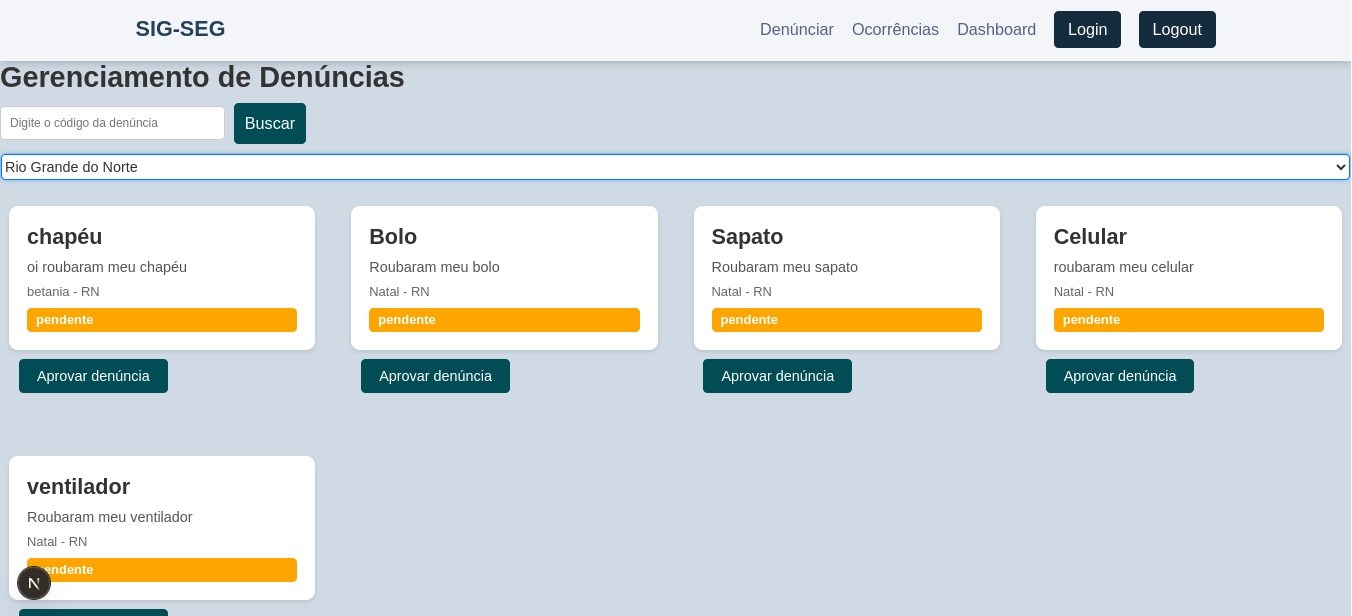 SIG-SEG
Denúnciar Ocorrências Dashboard Login Logout
Gerenciamento de Denúncias
Digite o código da denúncia Buscar
Rio Grande do Norte
chapéu
oi roubaram meu chapéu
betania - RN
pendente
Aprovar denúncia
Bolo
Roubaram meu bolo
Natal - RN
pendente
Aprovar denúncia
Sapato
Roubaram meu sapato
Natal - RN
pendente
Aprovar denúncia
Celular
roubaram meu celular
Natal - RN
pendente
Aprovar denúncia
ventilador
Roubaram meu ventilador
Natal - RN
pendente
N